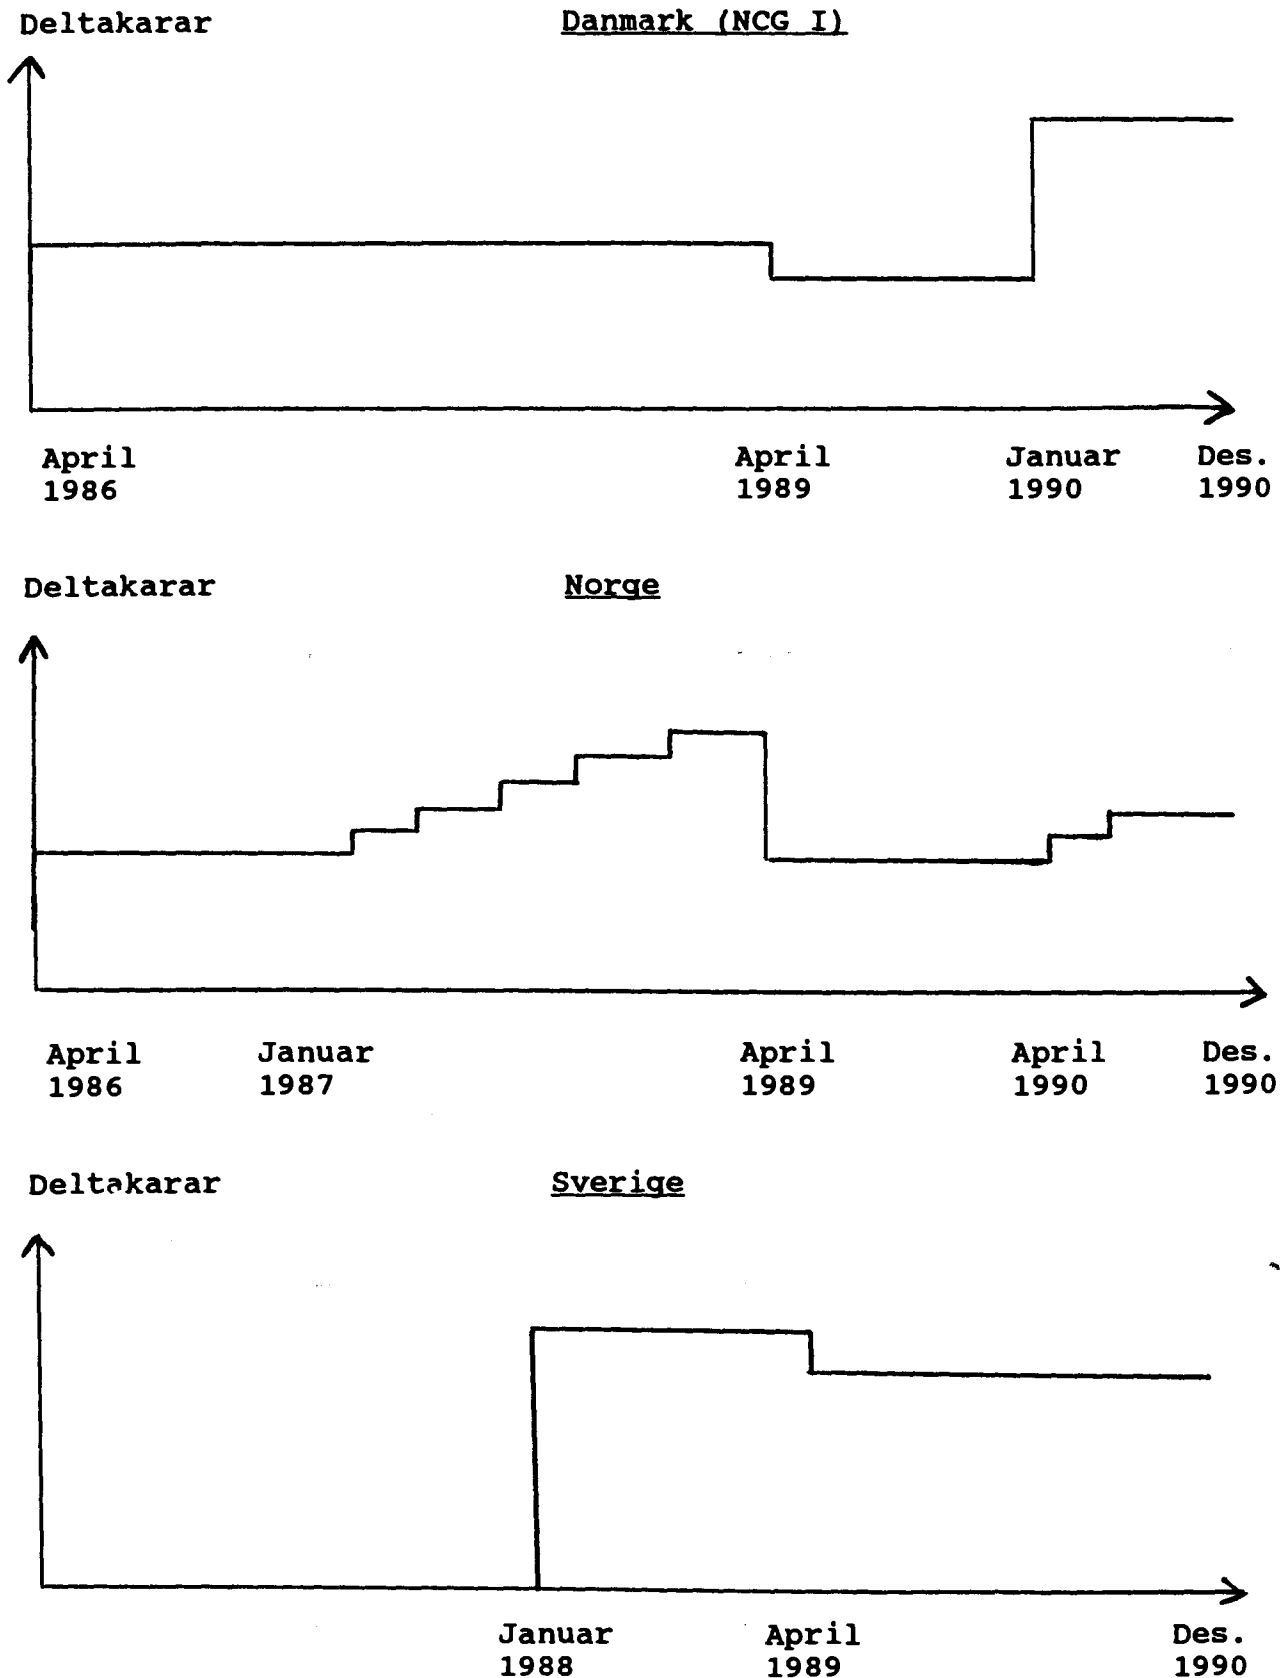 Deltakarar Danmark (NCG I)
April April Januar Des.
1986 1989 1990 1990
Deltakarar Norge
April Januar April April Des.
1986 1987 1989 1990 1990
Deltakarar Sverige
Januar April Des.
1988 1989 1990